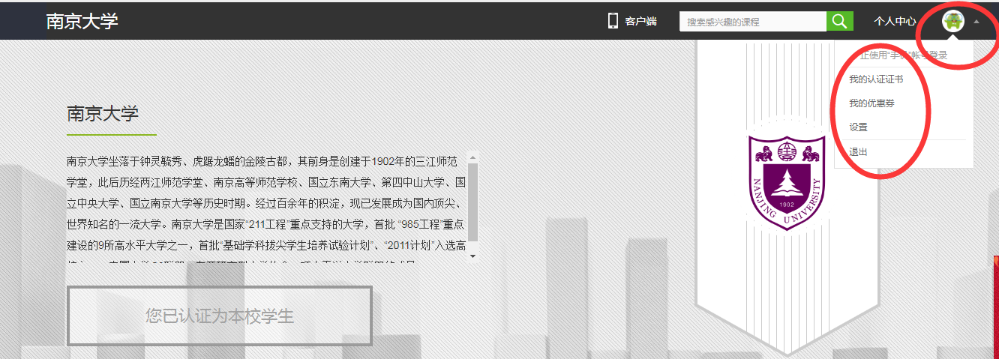 南京大学
客户端
搜索感兴趣的课程
个人中心
正使用“手机”帐号登录
我的认证证书
我的优惠券
设置
退出
南京大学
南京大学坐落于钟灵毓秀、虎踞龙蟠的金陵古都，其前身是创建于1902年的三江师范
学堂，此后历经两江师范学堂、南京高等师范学校、国立东南大学、第四中山大学、国
立中央大学、国立南京大学等历史时期。经过百余年的积淀，现已发展成为国内顶尖、
世界知名的一流大学。南京大学是国家“211工程”重点支持的大学，首批 “985工程”重点
建设的9所高水平大学之一，首批“基础学科拔尖学生培养试验计划”、“2011计划”入选高
您已认证为本校学生
NANJING UNIVERSITY
1902